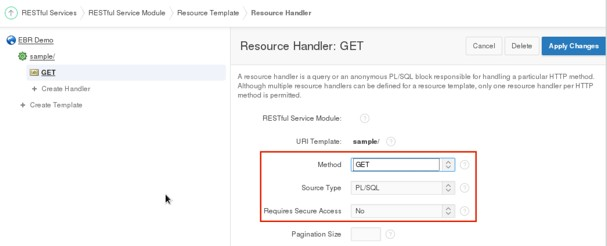 RESTful Services RESTful Service Module Resource Template Resource Handler
EBR Demo
sample/
GET
Create Handler
Create Template
Resource Handler: GET
Cancel Delete Apply Changes
A resource handler is a query or an anonymous PL/SQL block responsible for handling a particular HTTP method.
Although multiple resource handlers can be defined for a resource template, only one resource handler per HTTP
method is permitted.
RESTful Service Module:
URI Template: sample/
Method GET
Source Type PL/SQL
Requires Secure Access No
Pagination Size